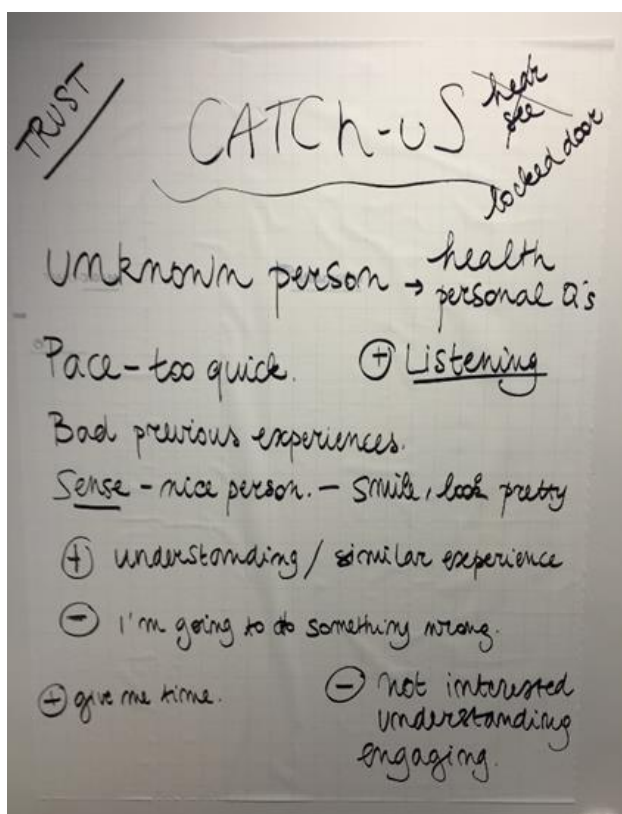 TRUST
CATCh-uS
hear
see
locked door
unknown person → health
personal Q's
Pace - too quick. ⊕ Listening
Bad previous experiences.
Sense - nice person. - smile, look pretty
⊕ understanding / similar experience
⊖ I'm going to do something wrong.
⊕ give me time.
⊖ not interested
understanding
engaging.